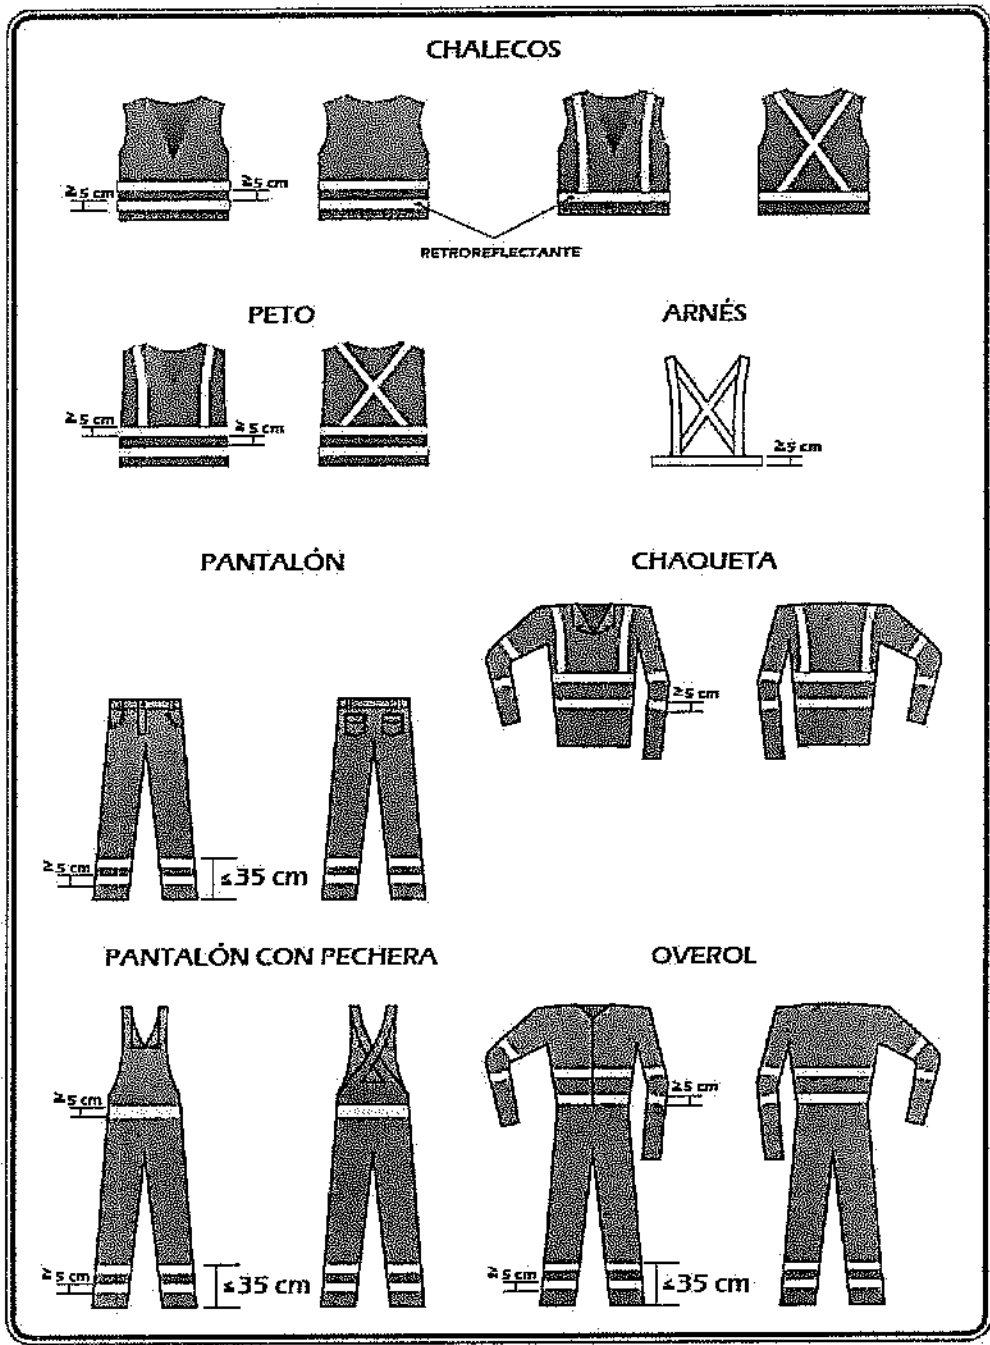 CHALECOS
≥5 cm
≥5 cm
RETROREFLECTANTE
PETO
ARNÉS
≥5 cm
≥5 cm
≥5 cm
PANTALÓN
CHAQUETA
≥5 cm
≥5 cm
≤35 cm
PANTALÓN CON PECHERA
OVEROL
≥5 cm
≥5 cm
≥5 cm
≤35 cm
≥5 cm
≤35 cm